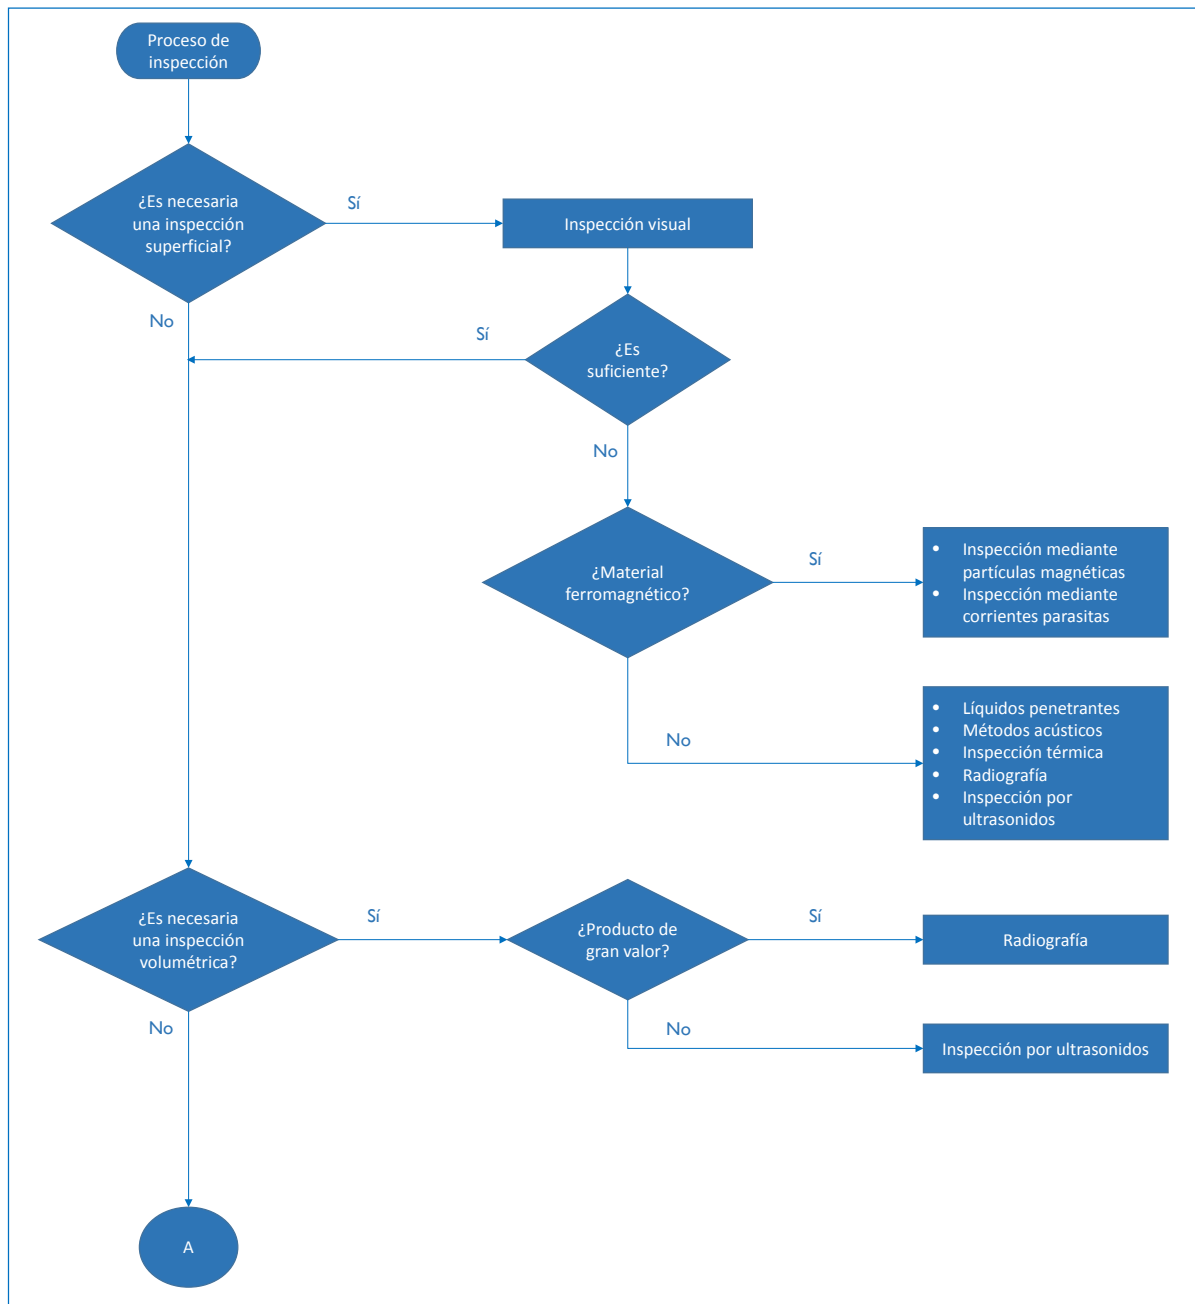 Proceso de
inspección
¿Es necesaria
una inspección
superficial?
Sí
Inspección visual
No
Sí
¿Es
suficiente?
No
¿Material
ferromagnético?
Sí
• Inspección mediante
partículas magnéticas
• Inspección mediante
corrientes parasitas
No
• Líquidos penetrantes
• Métodos acústicos
• Inspección térmica
• Radiografía
• Inspección por
ultrasonidos
¿Es necesaria
una inspección
volumétrica?
Sí
¿Producto de
gran valor?
Sí
Radiografía
No
No
Inspección por ultrasonidos
A